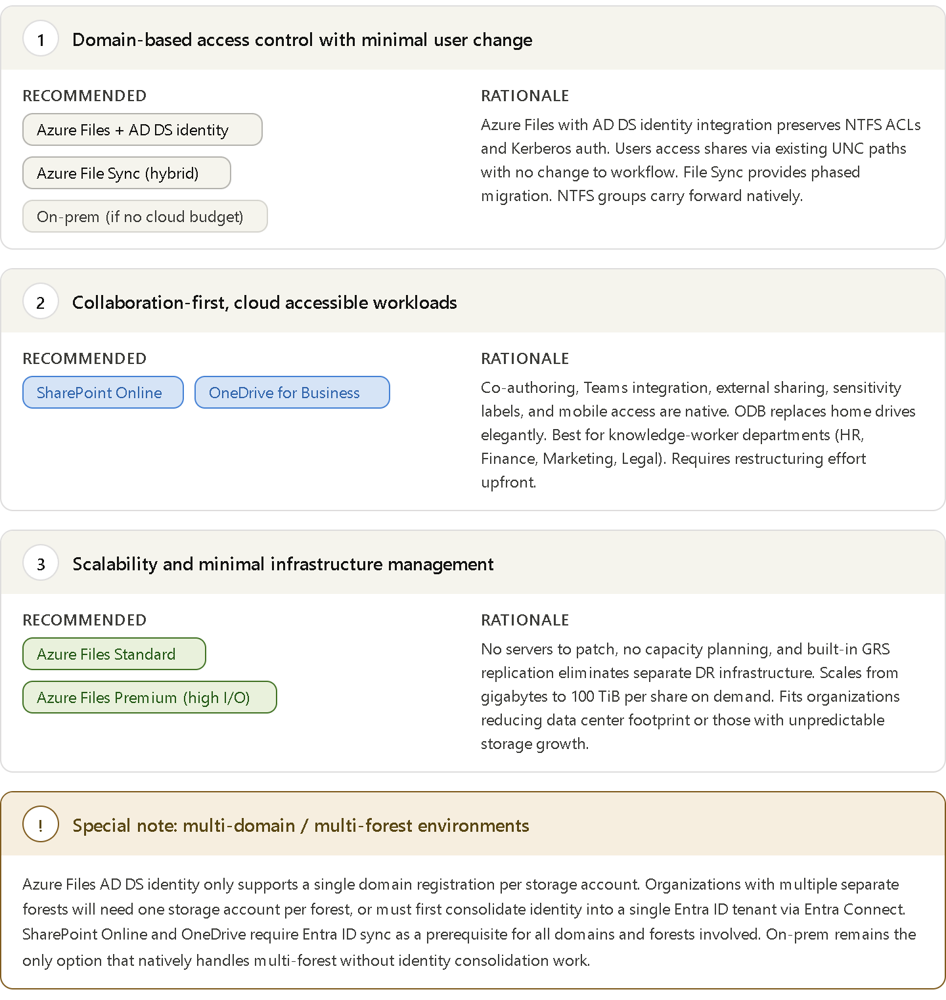 1
Domain-based access control with minimal user change
RECOMMENDED
Azure Files + AD DS identity
Azure File Sync (hybrid)
On-prem (if no cloud budget)
RATIONALE
Azure Files with AD DS identity integration preserves NTFS ACLs
and Kerberos auth. Users access shares via existing UNC paths
with no change to workflow. File Sync provides phased
migration. NTFS groups carry forward natively.
2
Collaboration-first, cloud accessible workloads
RECOMMENDED
SharePoint Online
OneDrive for Business
RATIONALE
Co-authoring, Teams integration, external sharing, sensitivity
labels, and mobile access are native. ODB replaces home drives
elegantly. Best for knowledge-worker departments (HR,
Finance, Marketing, Legal). Requires restructuring effort
upfront.
3
Scalability and minimal infrastructure management
RECOMMENDED
Azure Files Standard
Azure Files Premium (high I/O)
RATIONALE
No servers to patch, no capacity planning, and built-in GRS
replication eliminates separate DR infrastructure. Scales from
gigabytes to 100 TiB per share on demand. Fits organizations
reducing data center footprint or those with unpredictable
storage growth.
!
Special note: multi-domain / multi-forest environments
Azure Files AD DS identity only supports a single domain registration per storage account. Organizations with multiple separate
forests will need one storage account per forest, or must first consolidate identity into a single Entra ID tenant via Entra Connect.
SharePoint Online and OneDrive require Entra ID sync as a prerequisite for all domains and forests involved. On-prem remains the
only option that natively handles multi-forest without identity consolidation work.